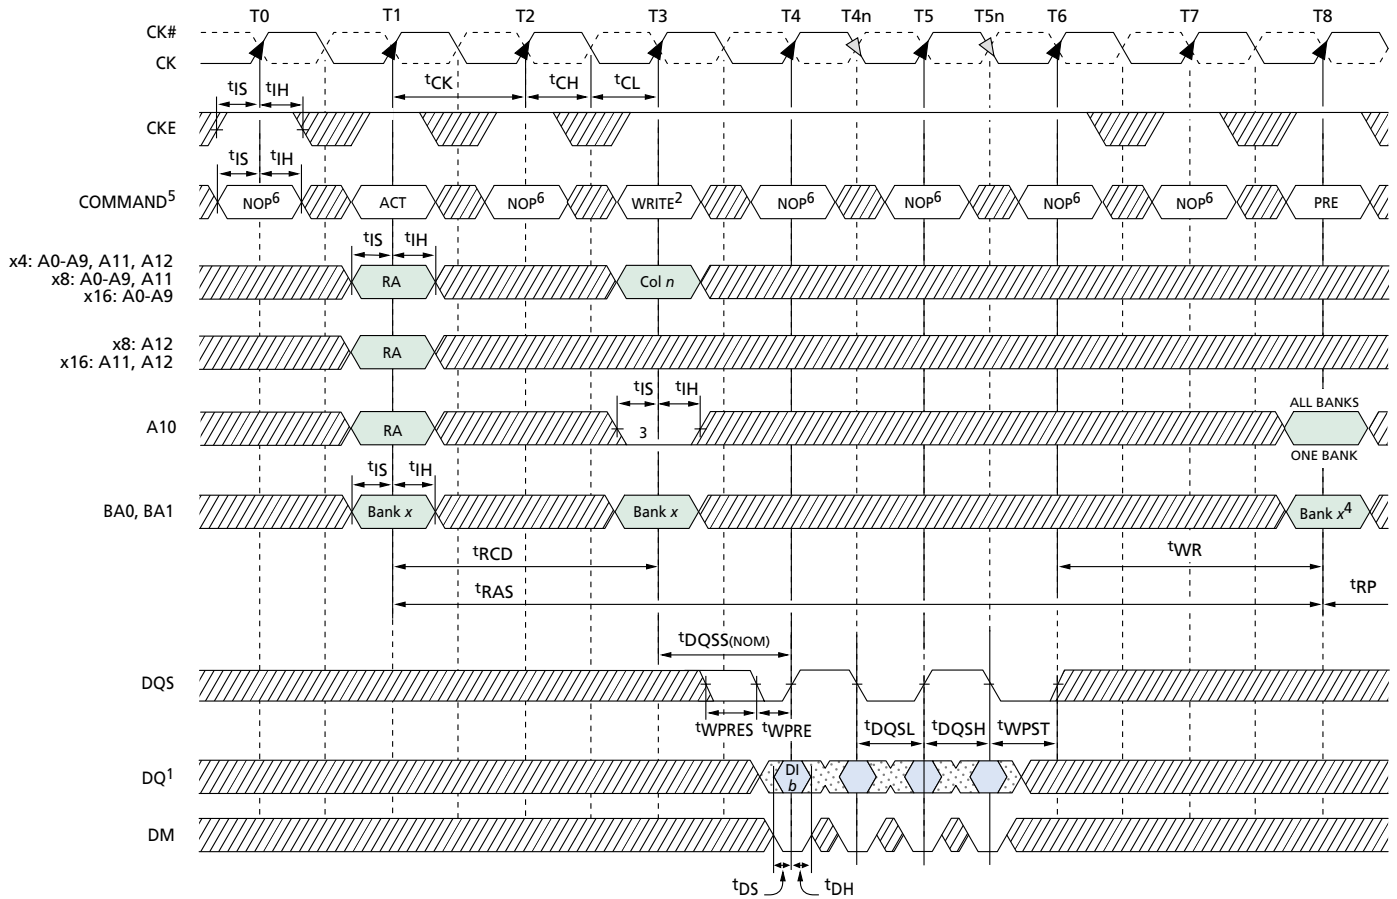 T0 T1 T2 T3 T4 T4n T5 T5n T6 T7 T8
CK#
CK
tIS tIH tCK tCH tCL
CKE
tIS tIH
COMMAND5 NOP6 ACT NOP6 WRITE2 NOP6 NOP6 NOP6 NOP6 PRE
tIS tIH
x4: A0-A9, A11, A12
x8: A0-A9, A11
x16: A0-A9
RA Col n
x8: A12
x16: A11, A12
RA
tIS tIH
ALL BANKS
A10 RA 3
ONE BANK
tIS tIH
BA0, BA1 Bank x Bank x Bank x4
tRCD tWR
tRAS tRP
tDQSS(NOM)
DQS
tWPRES tWPRE tDQSL tDQSH tWPST
DQ1 DI
b
DM
tDS tDH